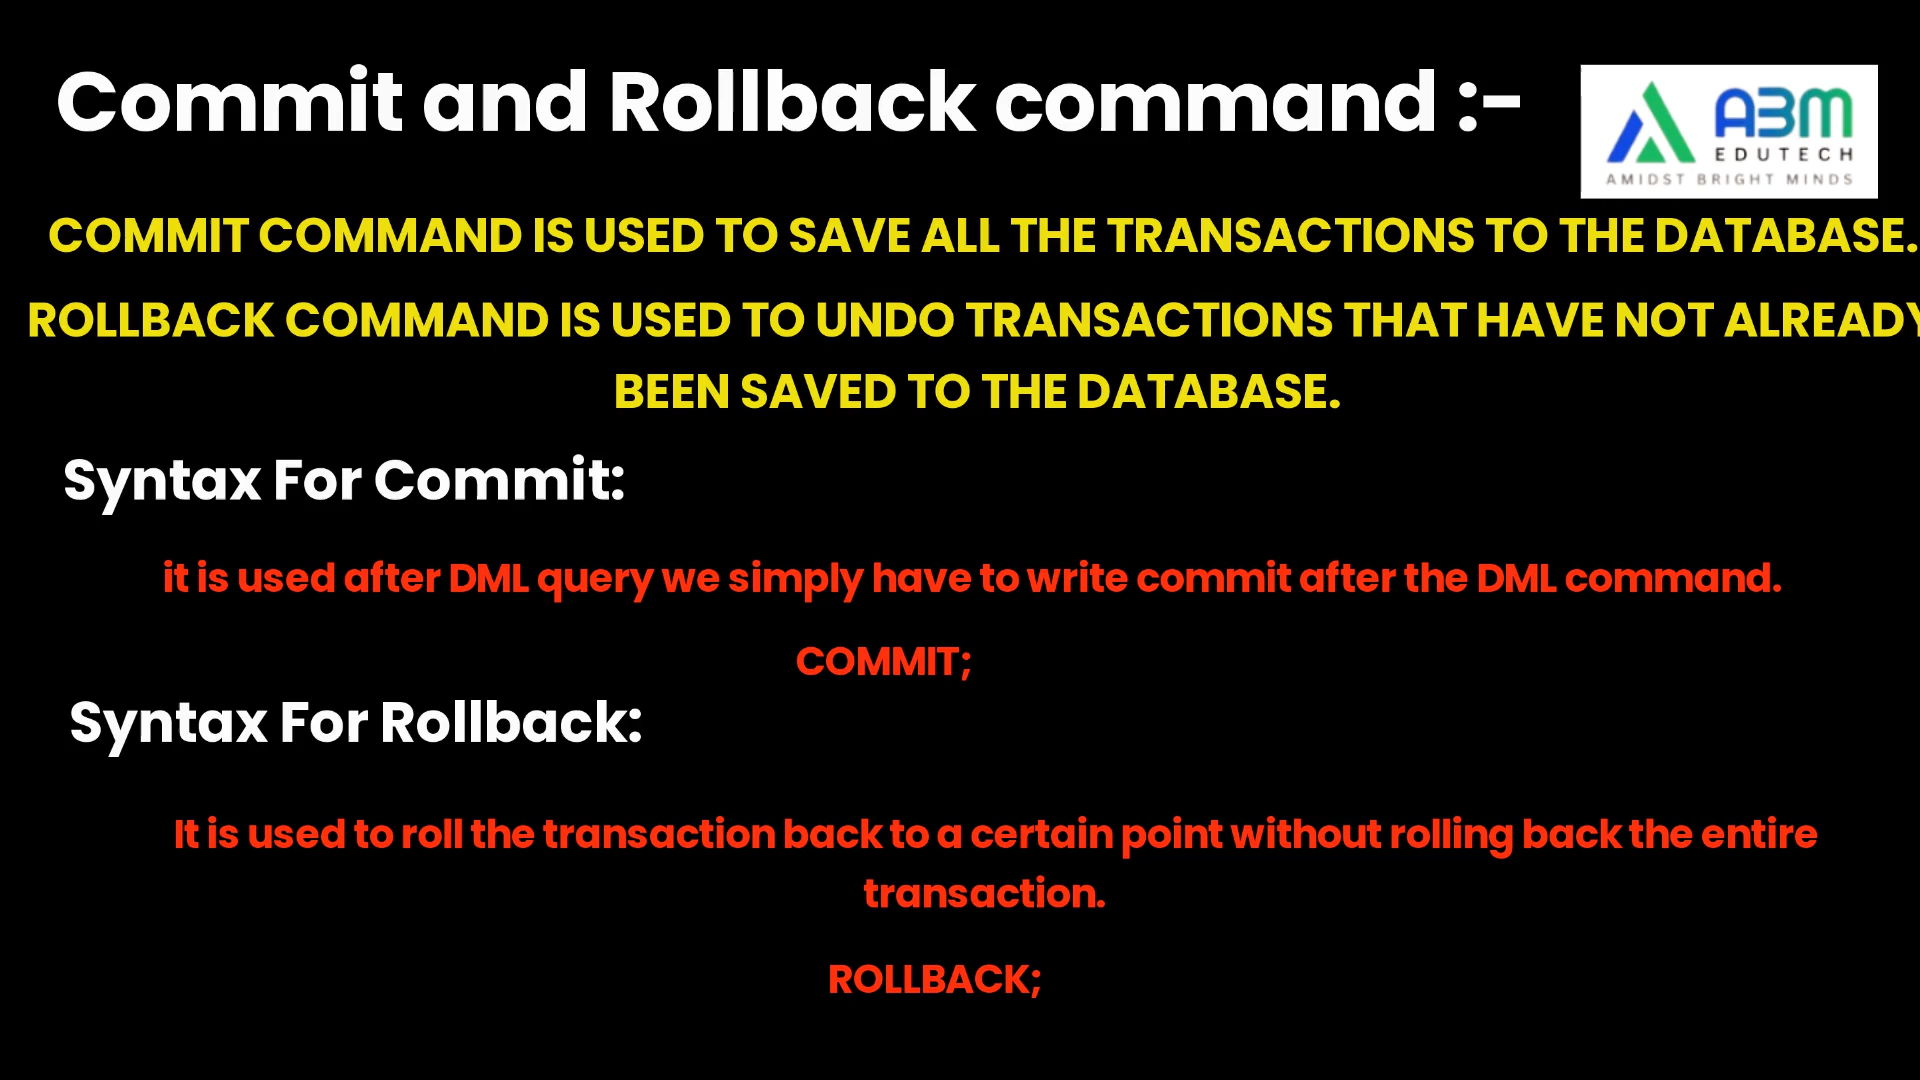 Commit and Rollback command :-
ABM
EDUTECH
AMIDST BRIGHT MINDS
COMMIT COMMAND IS USED TO SAVE ALL THE TRANSACTIONS TO THE DATABASE.
ROLLBACK COMMAND IS USED TO UNDO TRANSACTIONS THAT HAVE NOT ALREADY
BEEN SAVED TO THE DATABASE.
Syntax For Commit:
it is used after DML query we simply have to write commit after the DML command.
COMMIT;
Syntax For Rollback:
It is used to roll the transaction back to a certain point without rolling back the entire
transaction.
ROLLBACK;